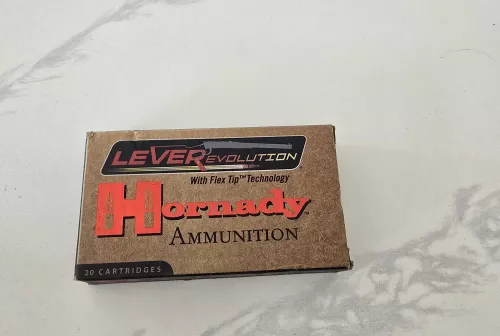 LEVERevolution
With Flex Tip™ Technology
Hornady
Ammunition
20 CARTRIDGES